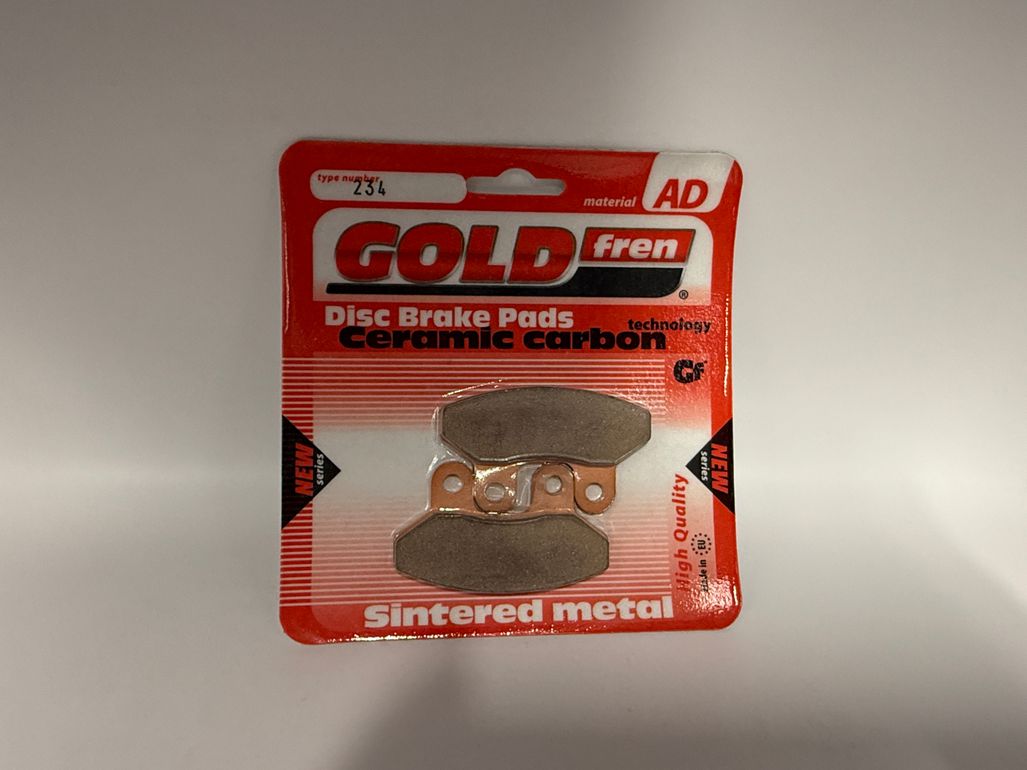 type number
234
material AD
GOLD fren ®
Disc Brake Pads
technology
Ceramic carbon
Gf
NEW
series
NEW
series
High Quality
Made in EU
Sintered metal